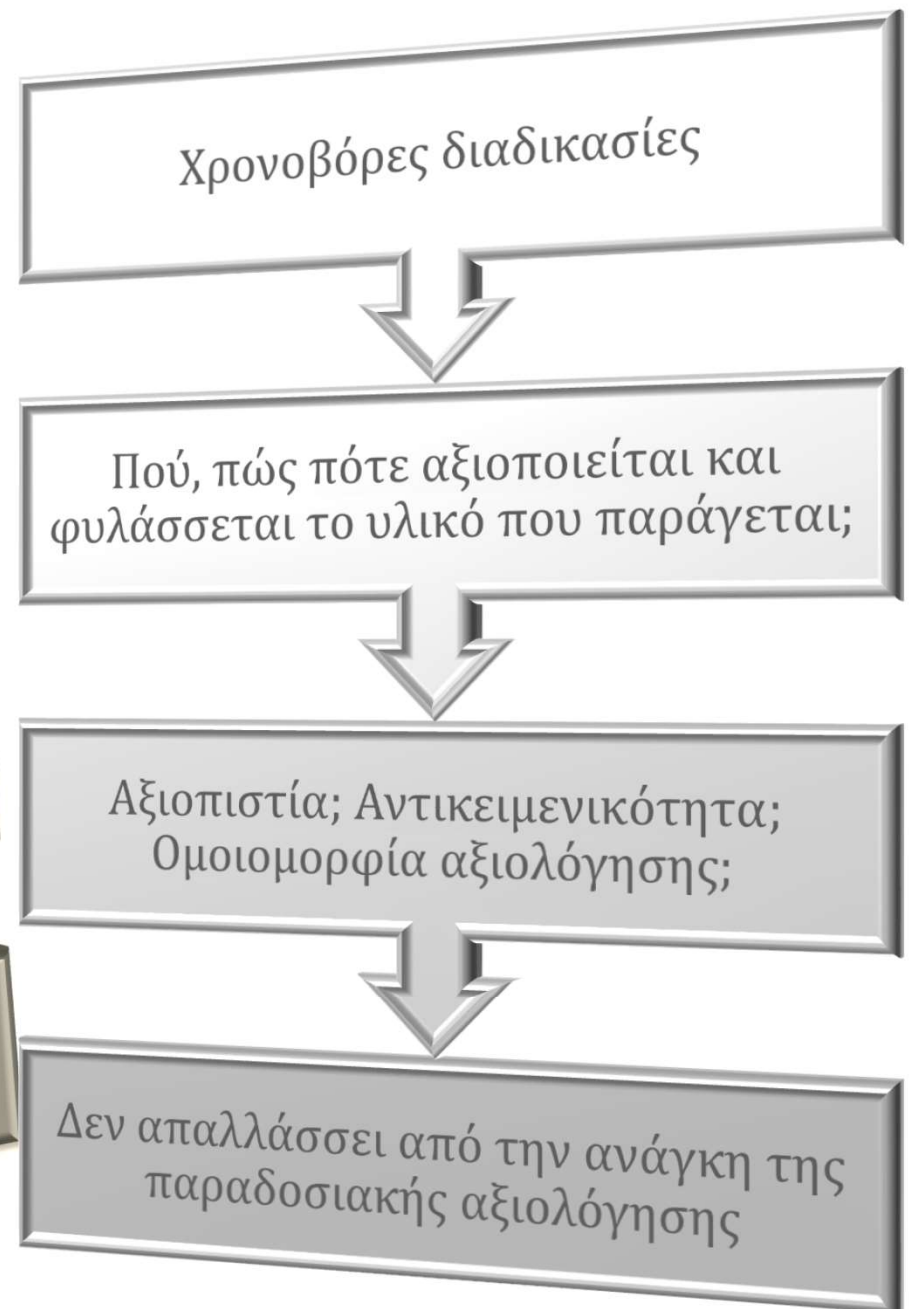 Χρονοβόρες διαδικασίες
Πού, πώς πότε αξιοποιείται και
φυλάσσεται το υλικό που παράγεται;
Αξιοπιστία; Αντικειμενικότητα;
Ομοιομορφία αξιολόγησης;
Δεν απαλλάσσει από την ανάγκη της
παραδοσιακής αξιολόγησης